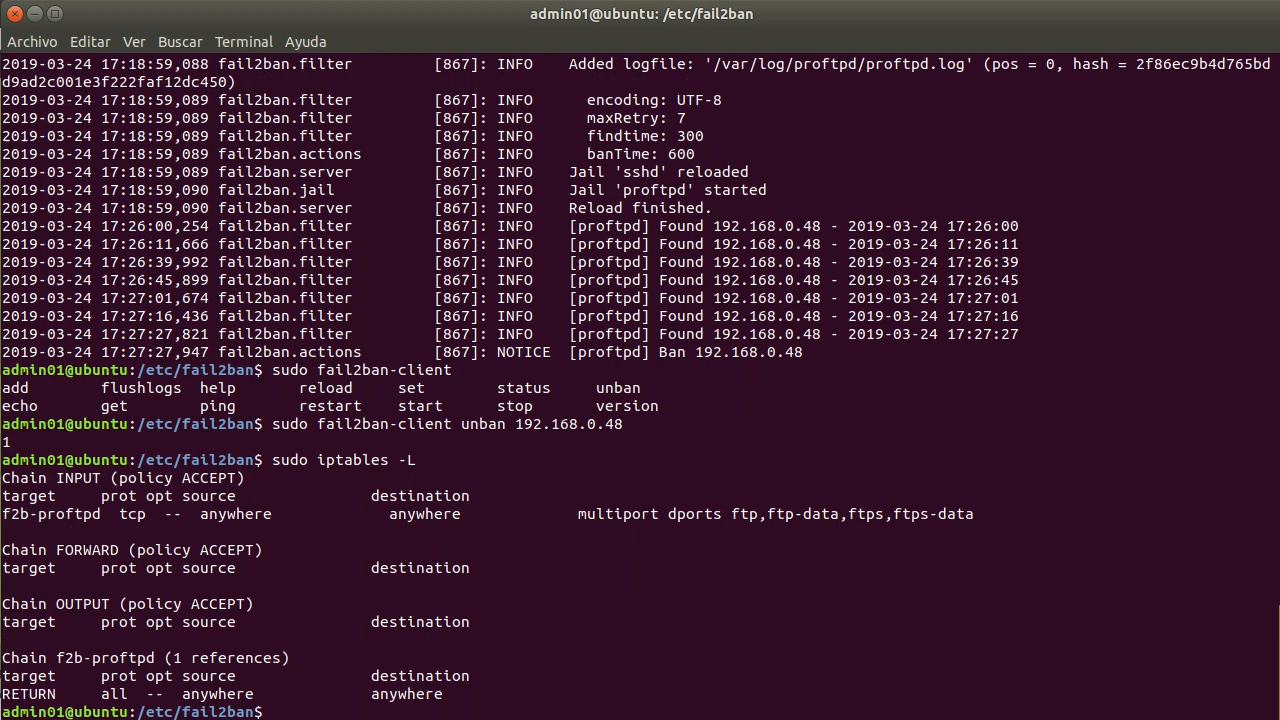 admin01@ubuntu: /etc/fail2ban
Archivo Editar Ver Buscar Terminal Ayuda
2019-03-24 17:18:59,088 fail2ban.filter         [867]: INFO    Added logfile: '/var/log/proftpd/proftpd.log' (pos = 0, hash = 2f86ec9b4d765bd
d9ad2c001e3f222faf12dc450)
2019-03-24 17:18:59,089 fail2ban.filter         [867]: INFO      encoding: UTF-8
2019-03-24 17:18:59,089 fail2ban.filter         [867]: INFO      maxRetry: 7
2019-03-24 17:18:59,089 fail2ban.filter         [867]: INFO      findtime: 300
2019-03-24 17:18:59,089 fail2ban.actions        [867]: INFO      banTime: 600
2019-03-24 17:18:59,089 fail2ban.server         [867]: INFO    Jail 'sshd' reloaded
2019-03-24 17:18:59,090 fail2ban.jail           [867]: INFO    Jail 'proftpd' started
2019-03-24 17:18:59,090 fail2ban.server         [867]: INFO    Reload finished.
2019-03-24 17:26:00,254 fail2ban.filter         [867]: INFO    [proftpd] Found 192.168.0.48 - 2019-03-24 17:26:00
2019-03-24 17:26:11,666 fail2ban.filter         [867]: INFO    [proftpd] Found 192.168.0.48 - 2019-03-24 17:26:11
2019-03-24 17:26:39,992 fail2ban.filter         [867]: INFO    [proftpd] Found 192.168.0.48 - 2019-03-24 17:26:39
2019-03-24 17:26:45,899 fail2ban.filter         [867]: INFO    [proftpd] Found 192.168.0.48 - 2019-03-24 17:26:45
2019-03-24 17:27:01,674 fail2ban.filter         [867]: INFO    [proftpd] Found 192.168.0.48 - 2019-03-24 17:27:01
2019-03-24 17:27:16,436 fail2ban.filter         [867]: INFO    [proftpd] Found 192.168.0.48 - 2019-03-24 17:27:16
2019-03-24 17:27:27,821 fail2ban.filter         [867]: INFO    [proftpd] Found 192.168.0.48 - 2019-03-24 17:27:27
2019-03-24 17:27:27,947 fail2ban.actions        [867]: NOTICE  [proftpd] Ban 192.168.0.48
admin01@ubuntu:/etc/fail2ban$ sudo fail2ban-client
add        flushlogs  help       reload     set        status     unban
echo       get        ping       restart    start      stop       version
admin01@ubuntu:/etc/fail2ban$ sudo fail2ban-client unban 192.168.0.48
1
admin01@ubuntu:/etc/fail2ban$ sudo iptables -L
Chain INPUT (policy ACCEPT)
target     prot opt source               destination
f2b-proftpd  tcp  --  anywhere             anywhere             multiport dports ftp,ftp-data,ftps,ftps-data
Chain FORWARD (policy ACCEPT)
target     prot opt source               destination
Chain OUTPUT (policy ACCEPT)
target     prot opt source               destination
Chain f2b-proftpd (1 references)
target     prot opt source               destination
RETURN     all  --  anywhere             anywhere
admin01@ubuntu:/etc/fail2ban$